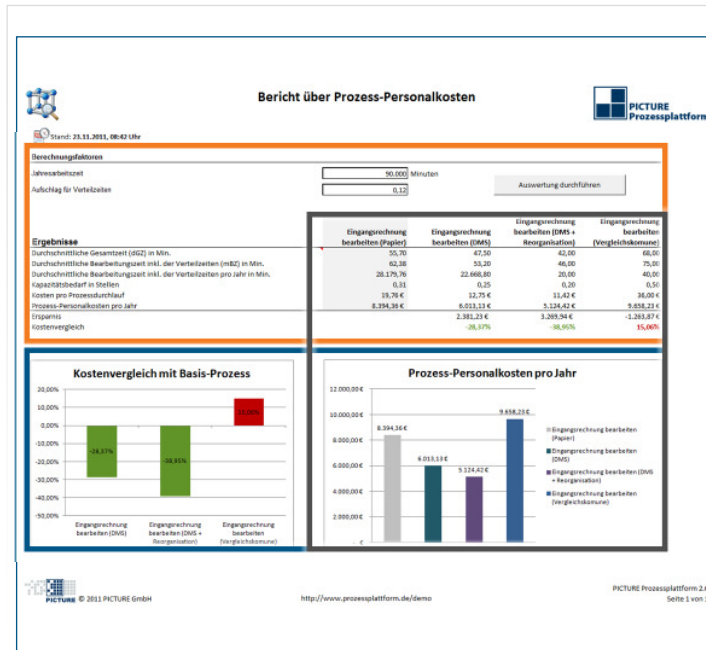 Bericht über Prozess-Personalkosten
PICTURE
Prozessplattform
Stand: 23.11.2011, 08:42 Uhr
Berechnungsfaktoren
Jahresarbeitszeit 90.000 Minuten
Aufschlag für Verteilzeiten 0,12
Auswertung durchführen
Ergebnisse
Eingangsrechnung bearbeiten (Papier)
Eingangsrechnung bearbeiten (DMS)
Eingangsrechnung bearbeiten (DMS + Reorganisation)
Eingangsrechnung bearbeiten (Vergleichskomune)
Durchschnittliche Gesamtzeit (dGZ) in Min. 55,70 47,50 42,00 68,00
Durchschnittliche Bearbeitungszeit inkl. der Verteilzeiten (mBZ) in Min. 62,38 53,20 46,00 75,00
Durchschnittliche Bearbeitungszeit inkl. der Verteilzeiten pro Jahr in Min. 28.179,76 22.668,80 20,00 40,00
Kapazitätsbedarf in Stellen 0,31 0,25 0,20 0,50
Kosten pro Prozessdurchlauf 19,76 € 12,75 € 11,42 € 38,00 €
Prozess-Personalkosten pro Jahr 8.394,36 € 6.013,13 € 5.124,42 € 9.658,23 €
Ersparnis 2.381,23 € 3.269,94 € -1.263,87 €
Kostenvergleich -28,37% -38,95% 15,06%
Kostenvergleich mit Basis-Prozess
20,00%
10,00%
0,00%
-10,00%
-20,00%
-30,00%
-40,00%
-50,00%
-28,37%
-38,95%
15,06%
Eingangsrechnung
bearbeiten (DMS)
Eingangsrechnung
bearbeiten (DMS +
Reorganisation)
Eingangsrechnung
bearbeiten
(Vergleichskomune)
Prozess-Personalkosten pro Jahr
12.000,00 €
10.000,00 €
8.000,00 €
6.000,00 €
4.000,00 €
2.000,00 €
- €
8.394,36 €
6.013,13 €
5.124,42 €
9.658,23 €
Eingangsrechnung bearbeiten
(Papier)
Eingangsrechnung bearbeiten
(DMS)
Eingangsrechnung bearbeiten (DMS
+ Reorganisation)
Eingangsrechnung bearbeiten
(Vergleichskomune)
PICTURE © 2011 PICTURE GmbH
http://www.prozessplattform.de/demo
PICTURE Prozessplattform 2.
Seite 1 von